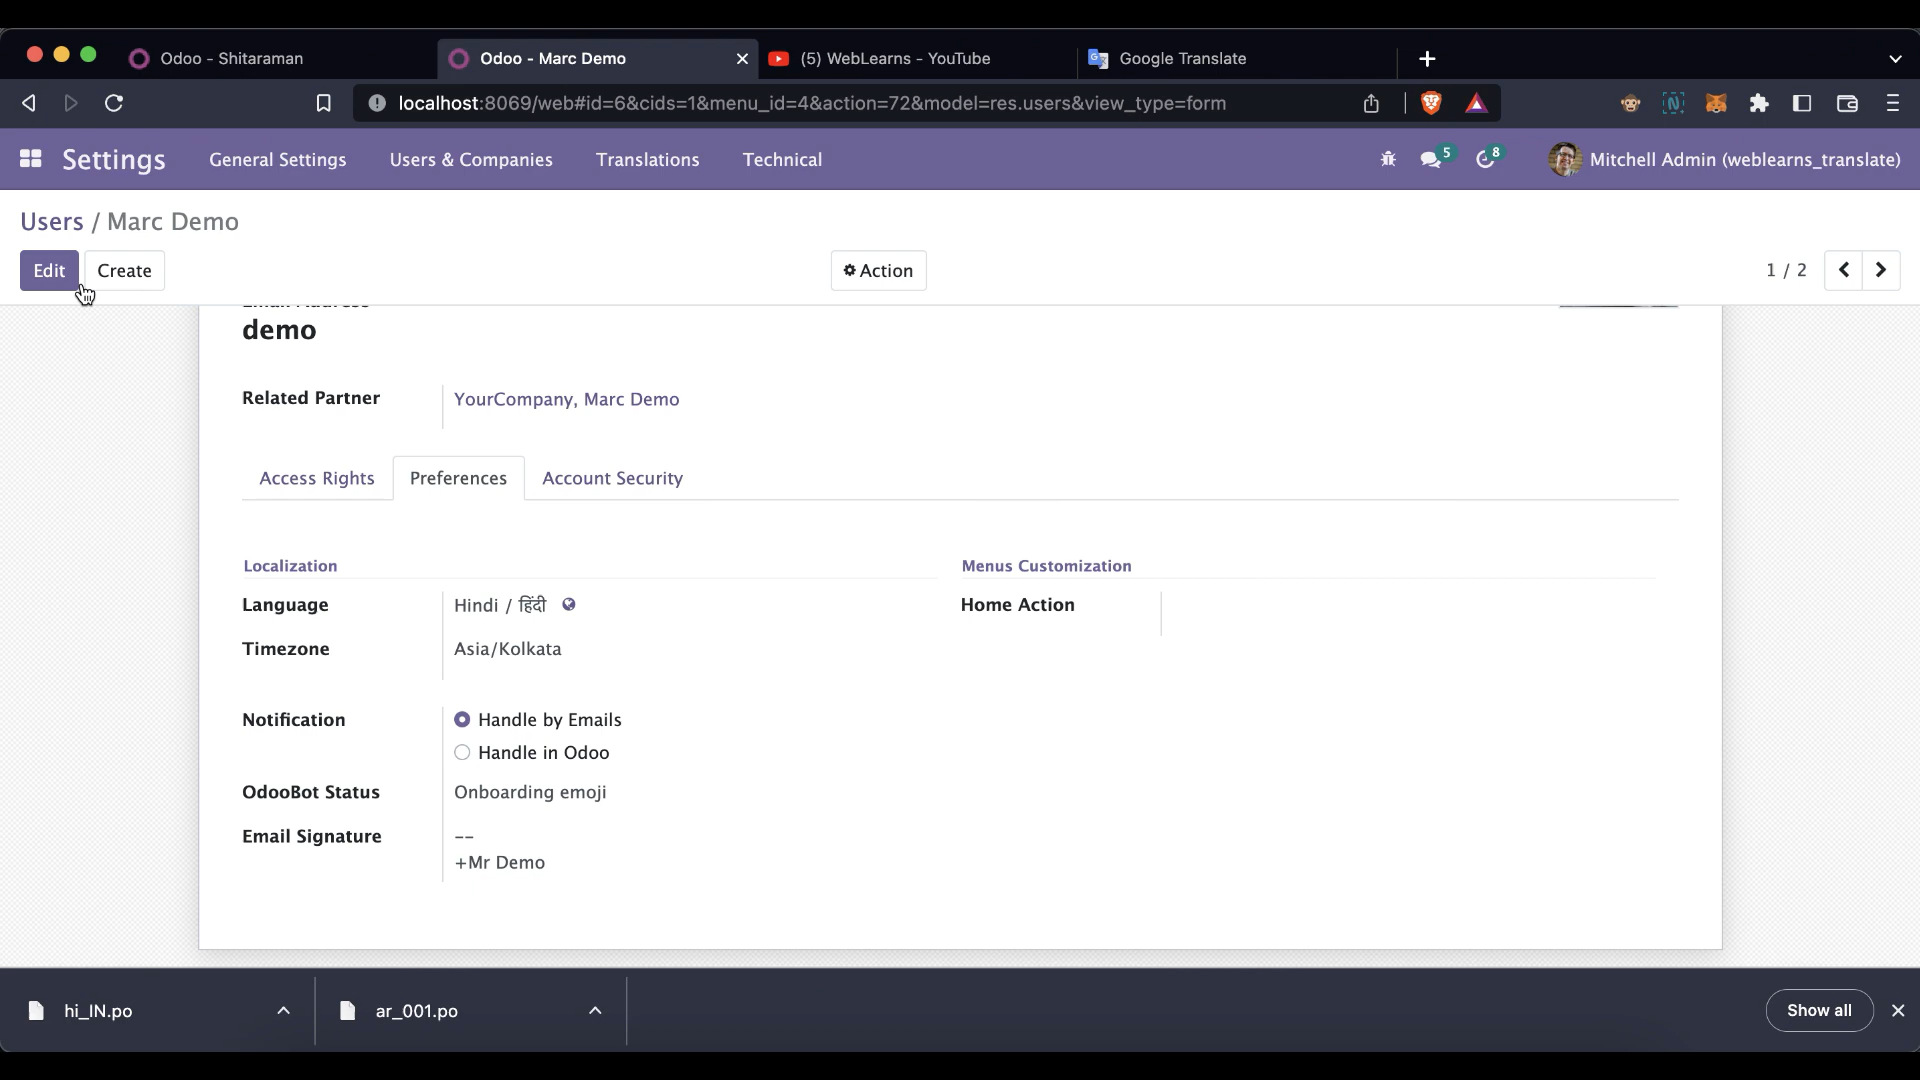 Odoo - Shitaraman
Odoo - Marc Demo
(5) WebLearns - YouTube
Google Translate
localhost:8069/web#id=6&cids=1&menu_id=4&action=72&model=res.users&view_type=form
Settings
General Settings
Users & Companies
Translations
Technical
5
8
Mitchell Admin (weblearns_translate)
Users / Marc Demo
Edit
Create
Action
1 / 2
Email Address
demo
Related Partner
YourCompany, Marc Demo
Access Rights
Preferences
Account Security
Localization
Menus Customization
Language
Hindi / हिंदी
Home Action
Timezone
Asia/Kolkata
Notification
Handle by Emails
Handle in Odoo
OdooBot Status
Onboarding emoji
Email Signature
--
+Mr Demo
hi_IN.po
ar_001.po
Show all